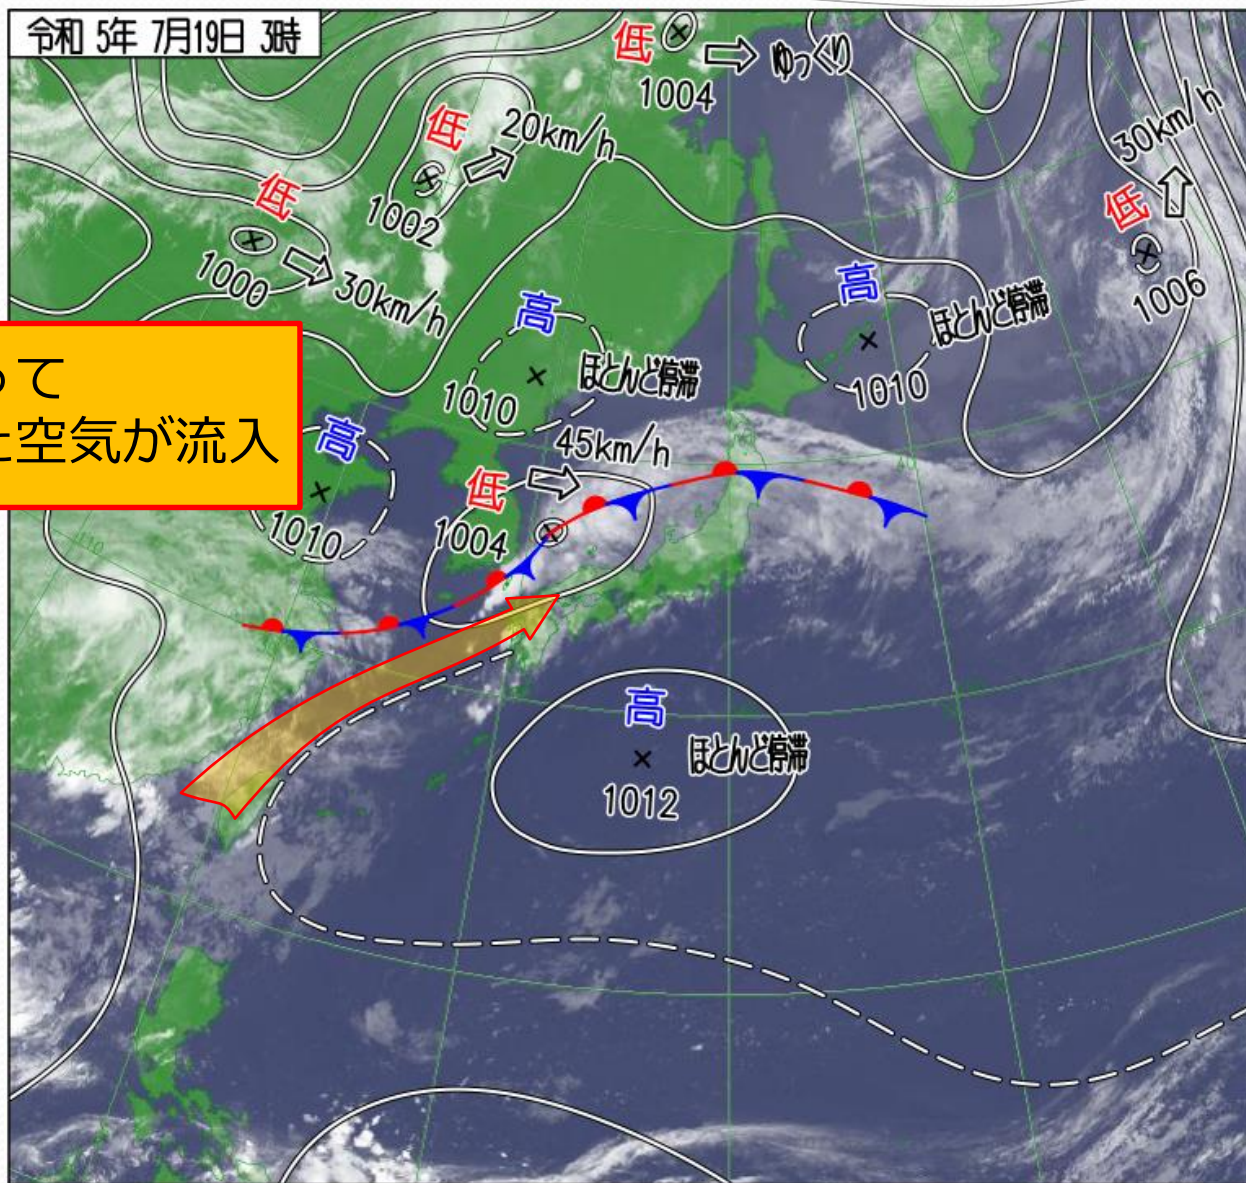 令和 5年 7月19日 3時
低
1004
ゆっくり
低
20km/h
1002
低
1000
30km/h
30km/h
低
1006
高
ほとんど停滞
1010
高
ほとんど停滞
1010
って
た空気が流入
高
1010
45km/h
低
1004
高
ほとんど停滞
1012